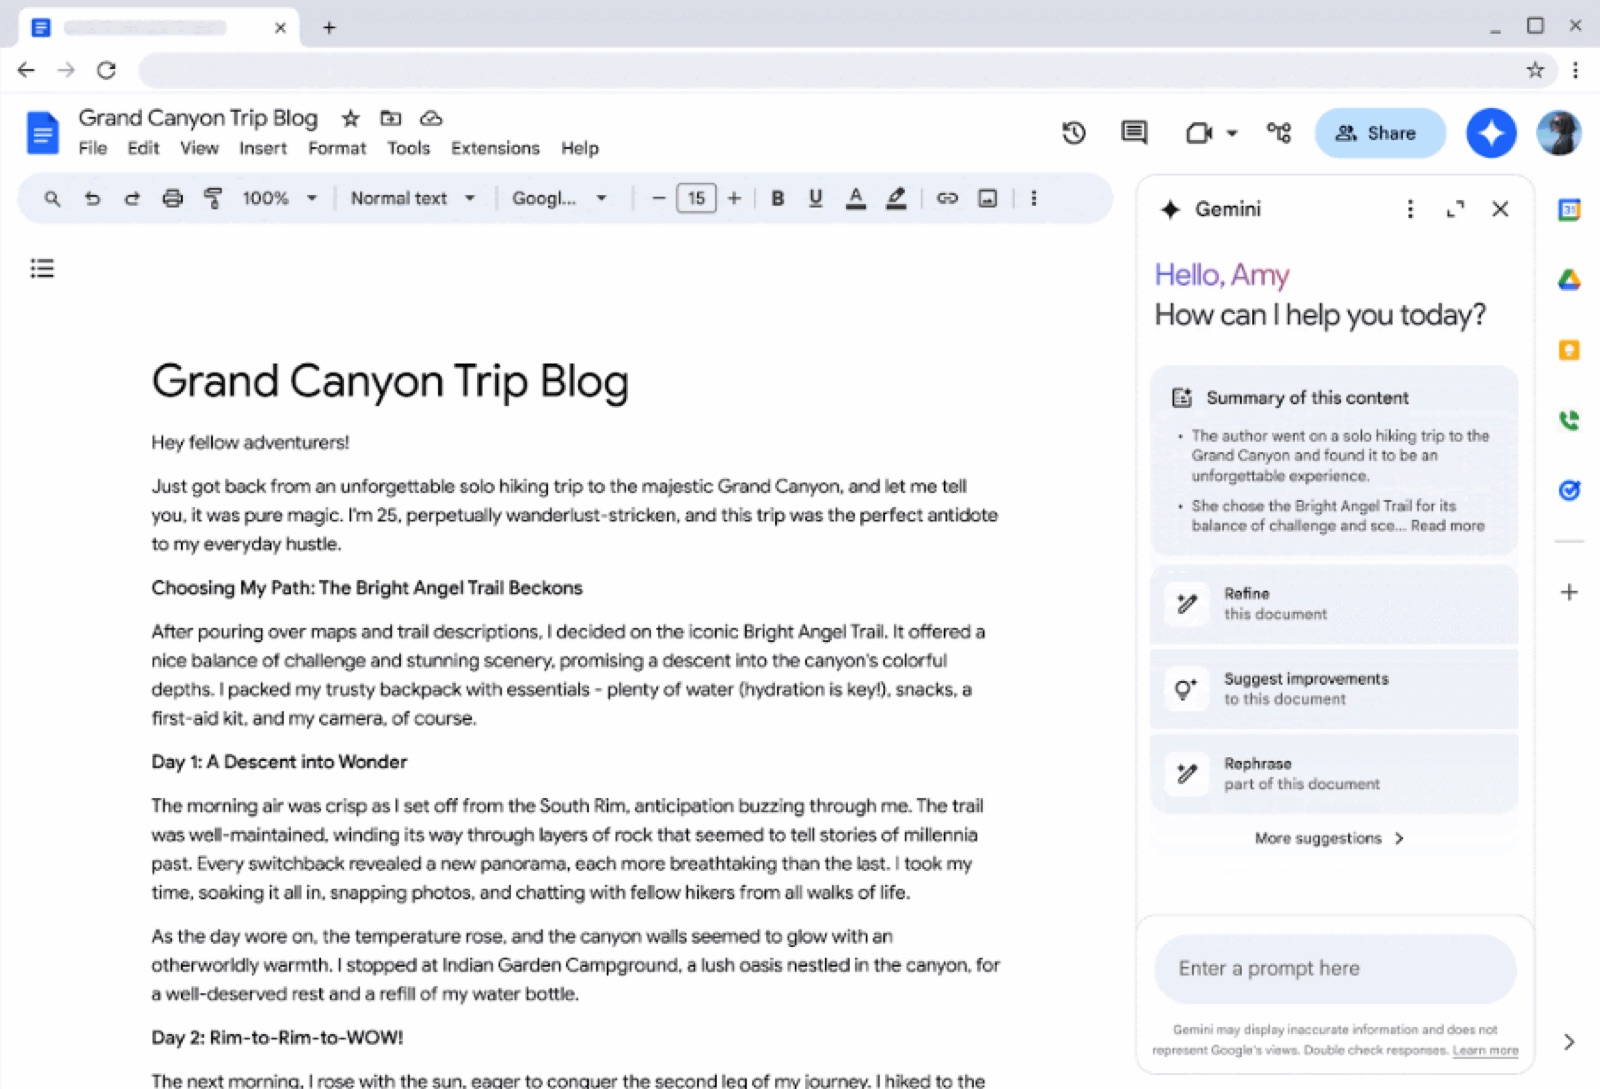 Grand Canyon Trip Blog
File Edit View Insert Format Tools Extensions Help
Share
100% Normal text Googl... 15 B U A
Grand Canyon Trip Blog
Hey fellow adventurers!
Just got back from an unforgettable solo hiking trip to the majestic Grand Canyon, and let me tell
you, it was pure magic. I'm 25, perpetually wanderlust-stricken, and this trip was the perfect antidote
to my everyday hustle.
Choosing My Path: The Bright Angel Trail Beckons
After pouring over maps and trail descriptions, I decided on the iconic Bright Angel Trail. It offered a
nice balance of challenge and stunning scenery, promising a descent into the canyon's colorful
depths. I packed my trusty backpack with essentials - plenty of water (hydration is key!), snacks, a
first-aid kit, and my camera, of course.
Day 1: A Descent into Wonder
The morning air was crisp as I set off from the South Rim, anticipation buzzing through me. The trail
was well-maintained, winding its way through layers of rock that seemed to tell stories of millennia
past. Every switchback revealed a new panorama, each more breathtaking than the last. I took my
time, soaking it all in, snapping photos, and chatting with fellow hikers from all walks of life.
As the day wore on, the temperature rose, and the canyon walls seemed to glow with an
otherworldly warmth. I stopped at Indian Garden Campground, a lush oasis nestled in the canyon, for
a well-deserved rest and a refill of my water bottle.
Day 2: Rim-to-Rim-to-WOW!
The next morning, I rose with the sun, eager to conquer the second leg of my journey. I hiked to the
Gemini
Hello, Amy
How can I help you today?
Summary of this content
• The author went on a solo hiking trip to the
Grand Canyon and found it to be an
unforgettable experience.
• She chose the Bright Angel Trail for its
balance of challenge and sce... Read more
Refine
this document
Suggest improvements
to this document
Rephrase
part of this document
More suggestions
Enter a prompt here
Gemini may display inaccurate information and does not
represent Google's views. Double check responses. Learn more
31